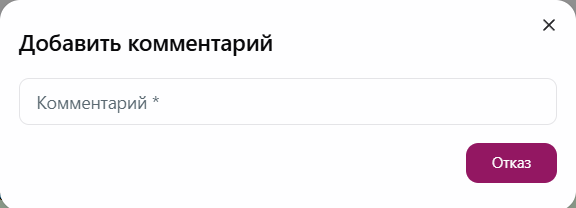 Добавить комментарий
Комментарий *
Отказ